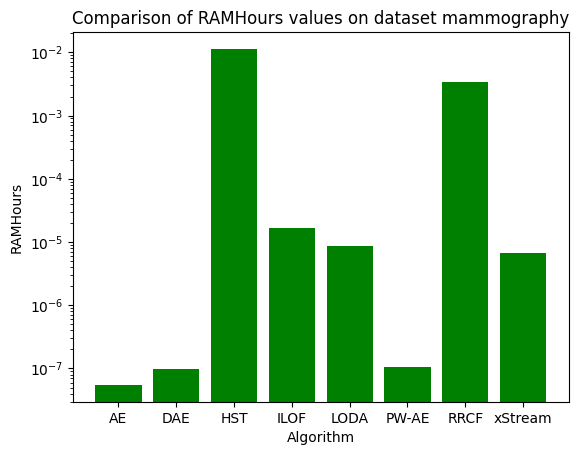 Comparison of RAMHours values on dataset mammography
10⁻²
10⁻³
10⁻⁴
10⁻⁵
10⁻⁶
10⁻⁷
RAMHours
AE DAE HST ILOF LODA PW-AE RRCF xStream
Algorithm